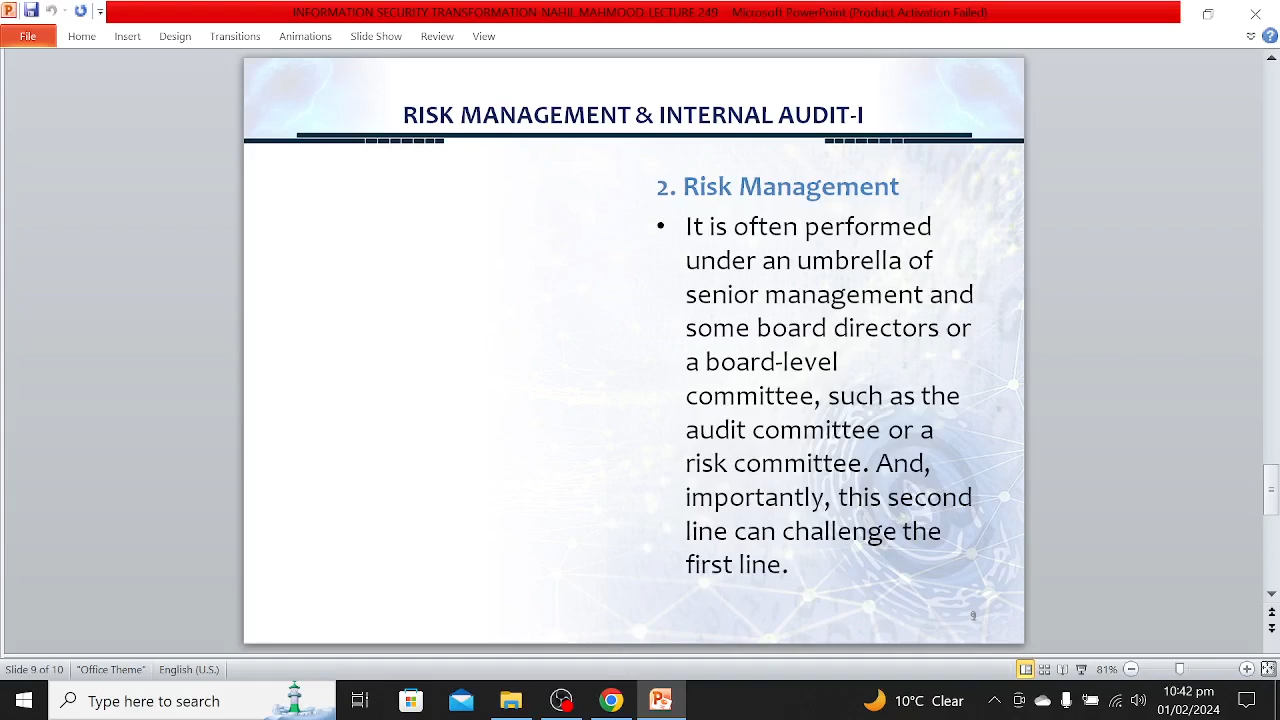 INFORMATION SECURITY TRANSFORMATION-NAHIL MAHMOOD-LECTURE 249 - Microsoft PowerPoint (Product Activation Failed)
File Home Insert Design Transitions Animations Slide Show Review View
RISK MANAGEMENT & INTERNAL AUDIT-I
2. Risk Management
• It is often performed
under an umbrella of
senior management and
some board directors or
a board-level
committee, such as the
audit committee or a
risk committee. And,
importantly, this second
line can challenge the
first line.
9
Slide 9 of 10 "Office Theme" English (U.S.) 81%
Type here to search 10°C Clear 10:42 pm
01/02/2024